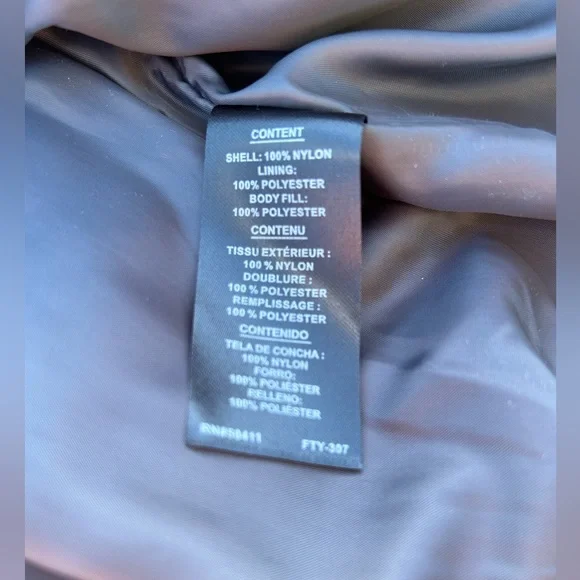 CONTENT
SHELL: 100% NYLON
LINING:
100% POLYESTER
BODY FILL:
100% POLYESTER
CONTENU
TISSU EXTÉRIEUR :
100 % NYLON
DOUBLURE :
100 % POLYESTER
REMPLISSAGE :
100 % POLYESTER
CONTENIDO
TELA DE CONCHA :
100% NYLON
FORRO:
100% POLIÉSTER
RELLENO:
100% POLIÉSTER
FTY-307